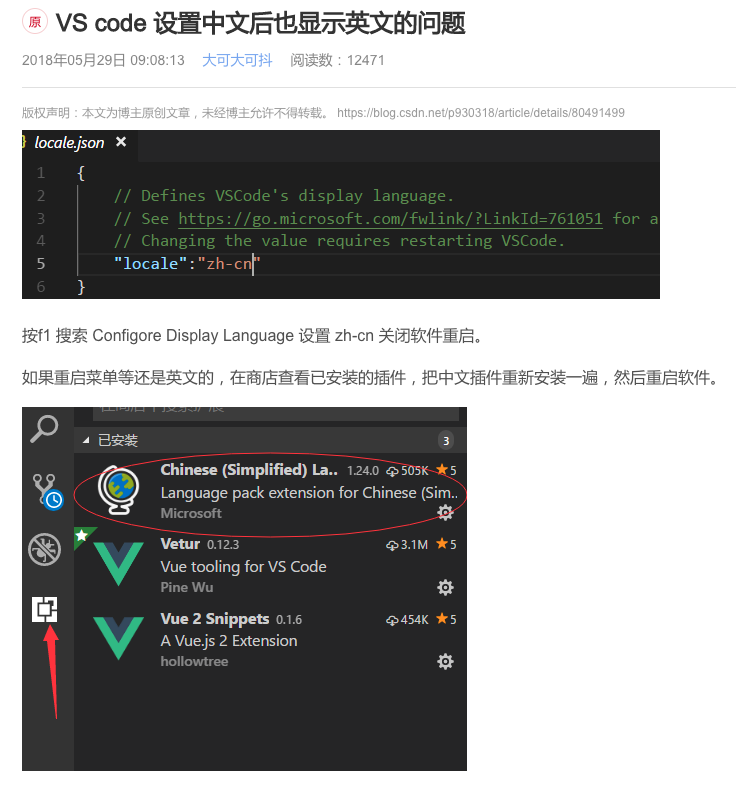 原 VS code 设置中文后也显示英文的问题
2018年05月29日 09:08:13 大可大可抖 阅读数：12471
版权声明：本文为博主原创文章，未经博主允许不得转载。 https://blog.csdn.net/p930318/article/details/80491499
} locale.json ×
1 {
2 // Defines VSCode's display language.
3 // See https://go.microsoft.com/fwlink/?LinkId=761051 for a
4 // Changing the value requires restarting VSCode.
5 "locale":"zh-cn"
6 }
按f1 搜索 Configore Display Language 设置 zh-cn 关闭软件重启。
如果重启菜单等还是英文的，在商店查看已安装的插件，把中文插件重新安装一遍，然后重启软件。
在商店中搜索扩展
已安装 3
Chinese (Simplified) La.. 1.24.0 505K ★5
Language pack extension for Chinese (Sim..
Microsoft
Vetur 0.12.3 3.1M ★5
Vue tooling for VS Code
Pine Wu
Vue 2 Snippets 0.1.6 454K ★5
A Vue.js 2 Extension
hollowtree